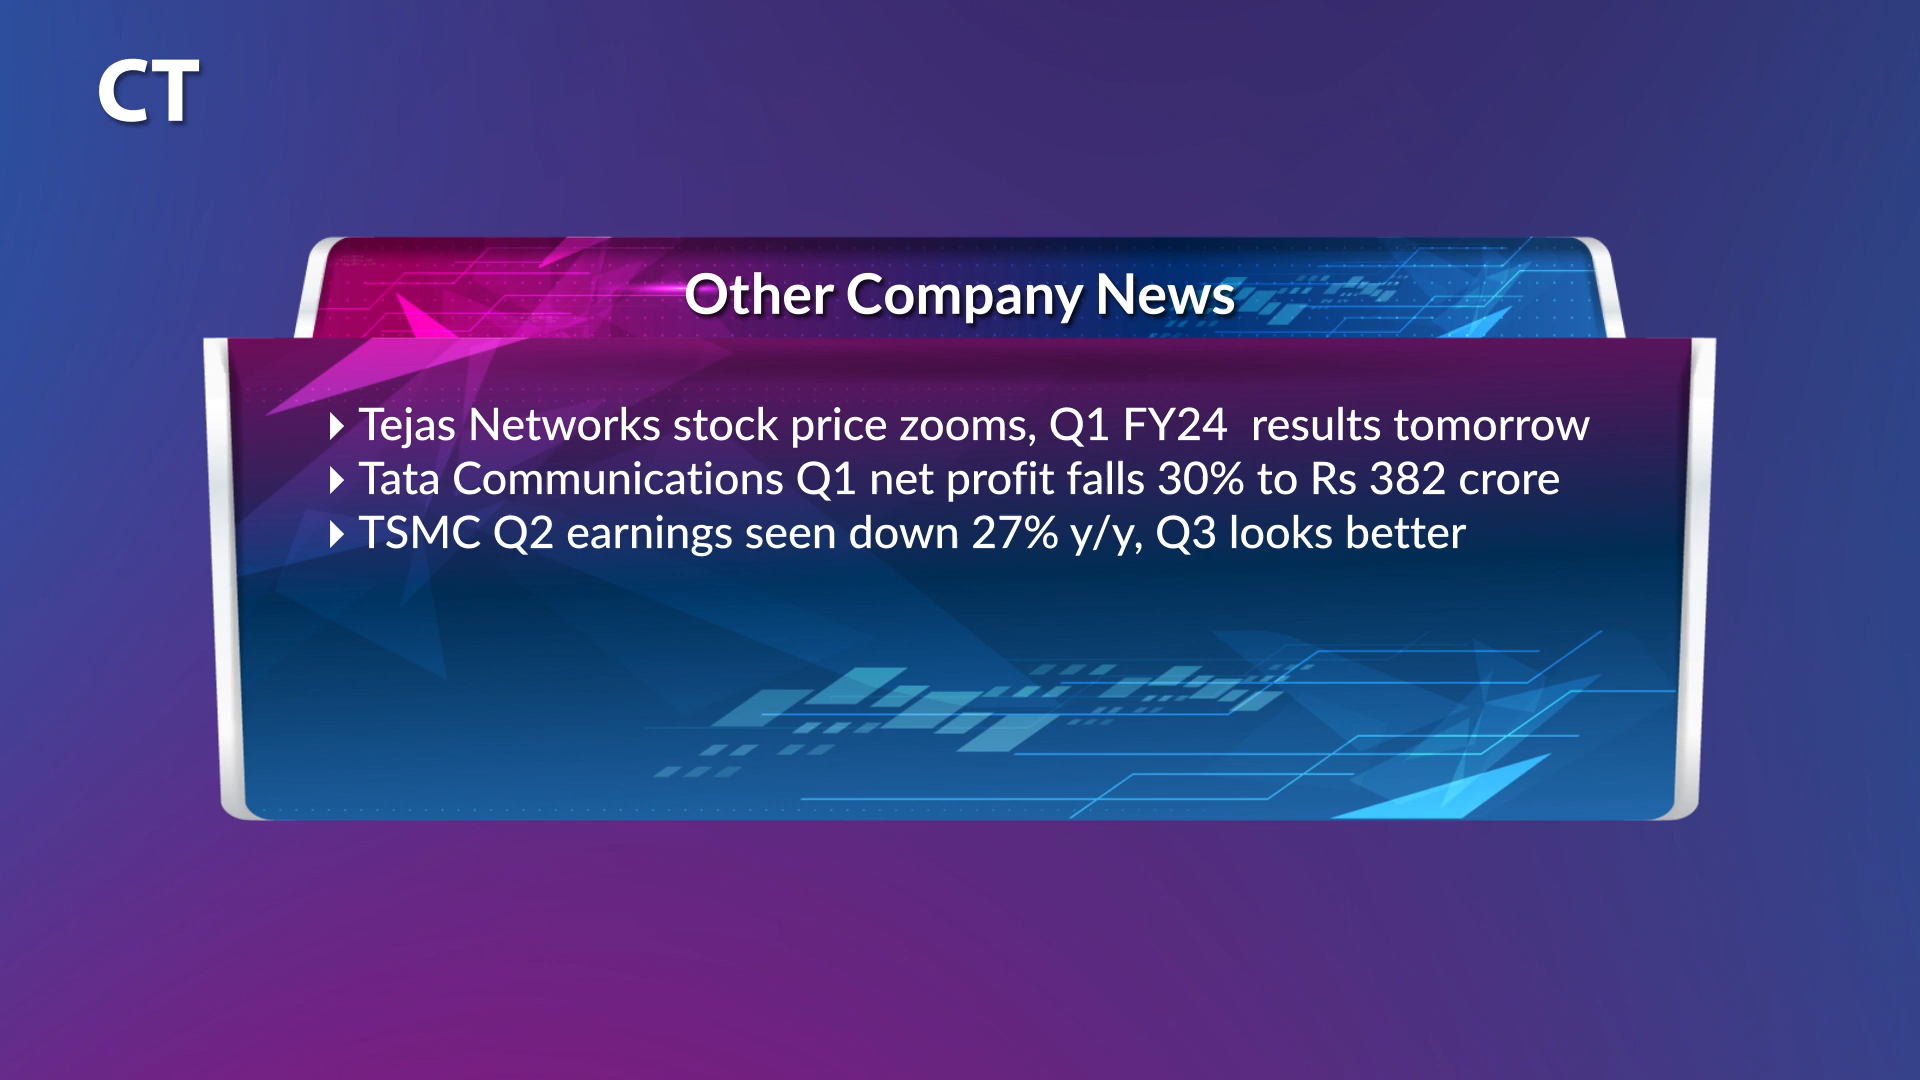 CT
Other Company News
Tejas Networks stock price zooms, Q1 FY24  results tomorrow
Tata Communications Q1 net profit falls 30% to Rs 382 crore
TSMC Q2 earnings seen down 27% y/y, Q3 looks better